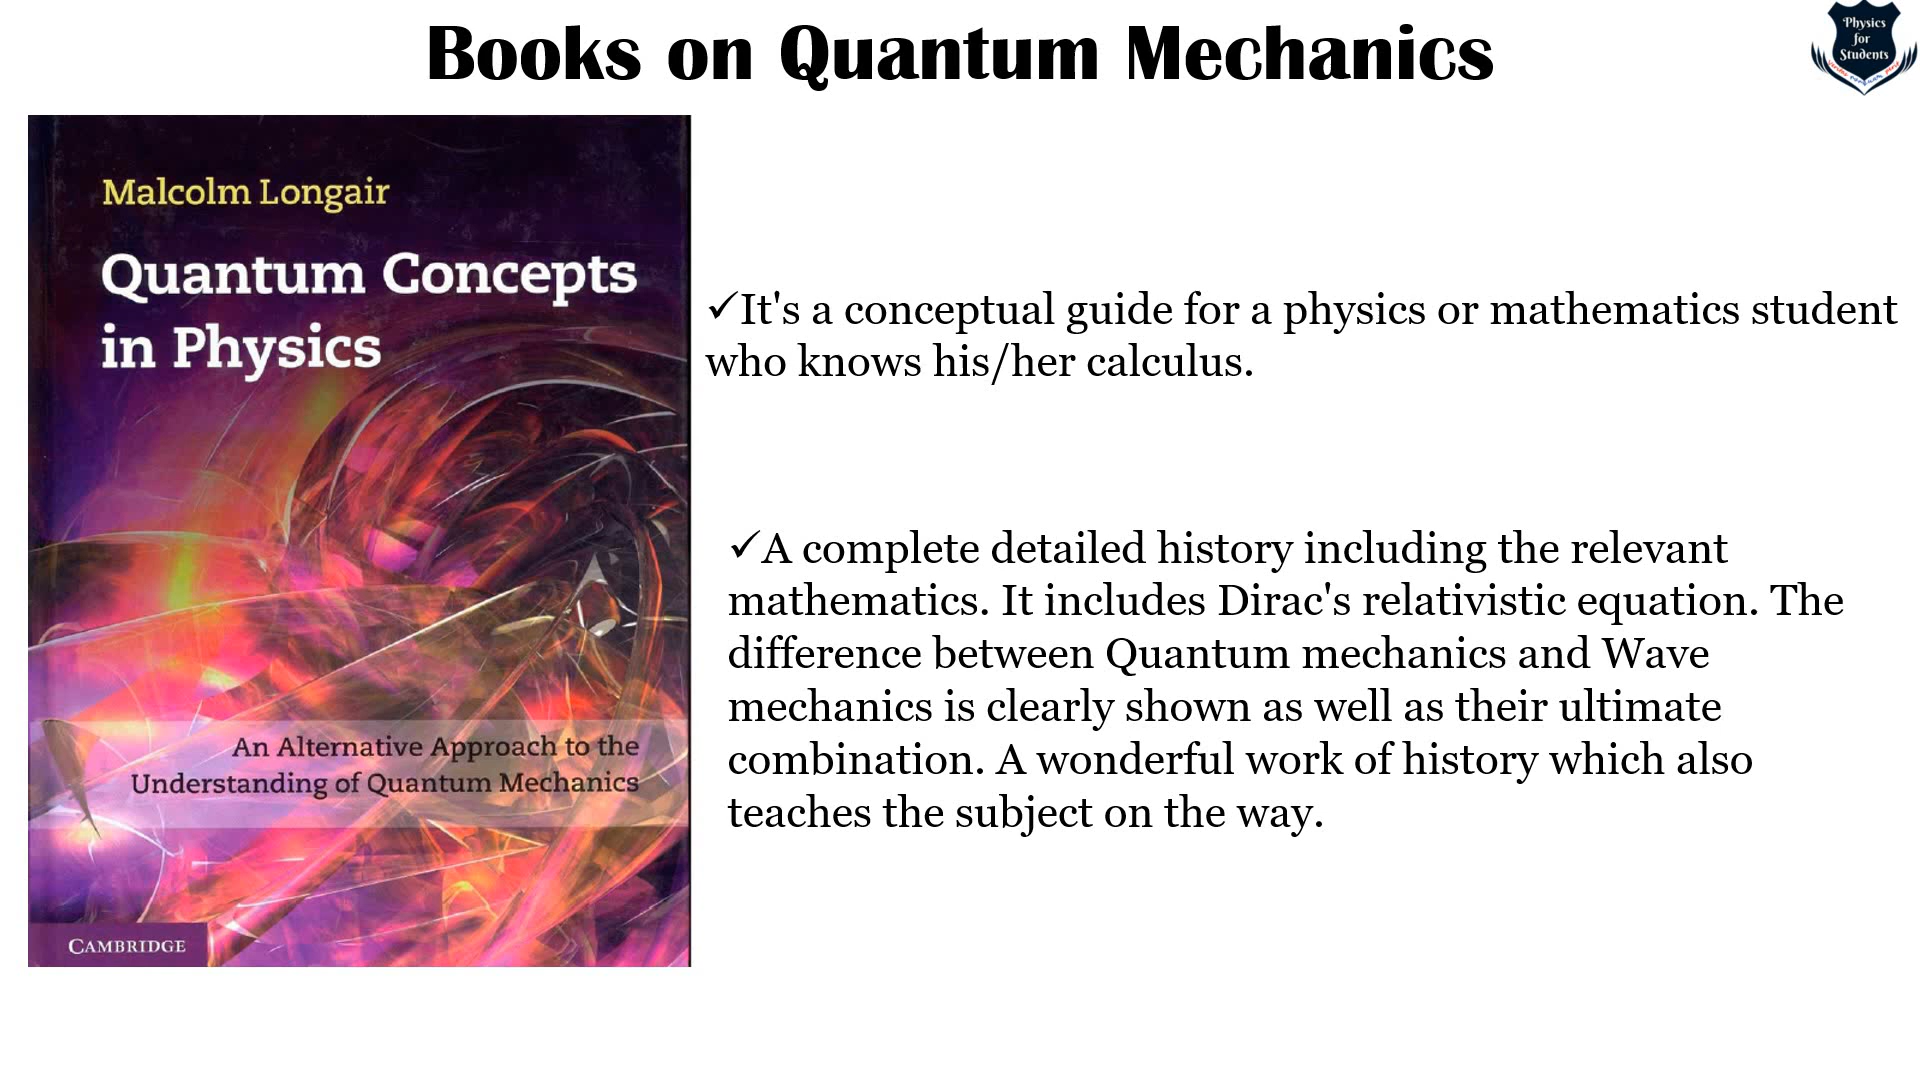 Books on Quantum Mechanics
Physics
for
Students
Malcolm Longair
Quantum Concepts
in Physics
An Alternative Approach to the
Understanding of Quantum Mechanics
CAMBRIDGE
✓It's a conceptual guide for a physics or mathematics student
who knows his/her calculus.
✓A complete detailed history including the relevant
mathematics. It includes Dirac's relativistic equation. The
difference between Quantum mechanics and Wave
mechanics is clearly shown as well as their ultimate
combination. A wonderful work of history which also
teaches the subject on the way.